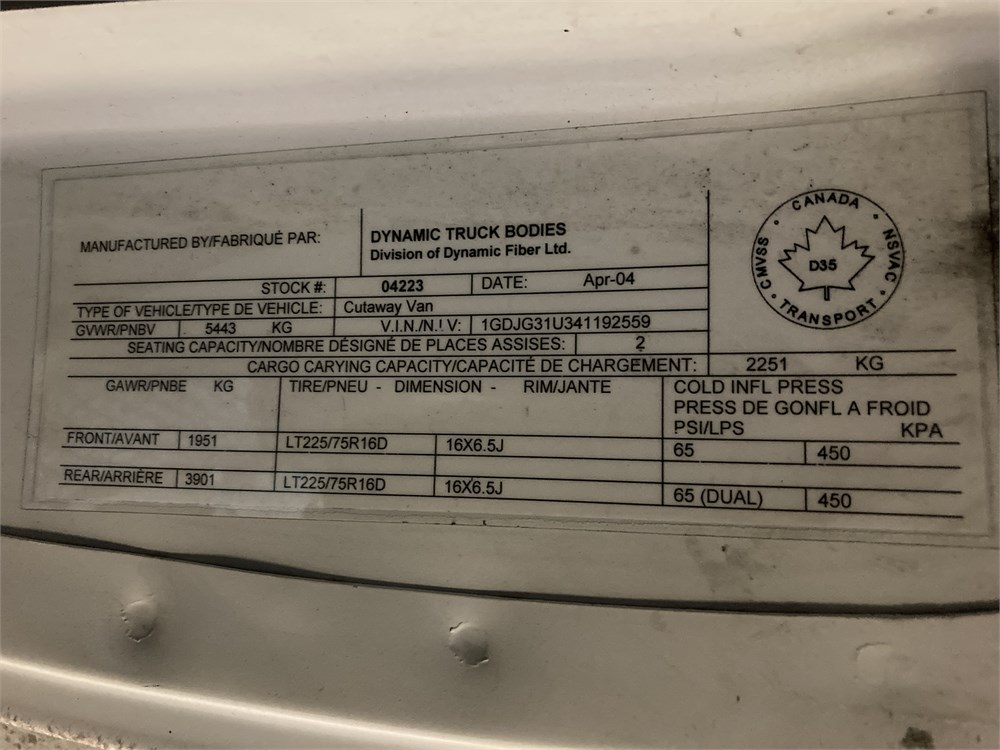 MANUFACTURED BY/FABRIQUÉ PAR: DYNAMIC TRUCK BODIES
Division of Dynamic Fiber Ltd.
STOCK #: 04223 DATE: Apr-04
TYPE OF VEHICLE/TYPE DE VEHICLE: Cutaway Van
GVWR/PNBV 5443 KG V.I.N/N.I.V: 1GDJG31U341192559
SEATING CAPACITY/NOMBRE DÉSIGNÉ DE PLACES ASSISES: 2
CARGO CARYING CAPACITY/CAPACITÉ DE CHARGEMENT: 2251 KG
GAWR/PNBE KG TIRE/PNEU - DIMENSION - RIM/JANTE COLD INFL PRESS
PRESS DE GONFL A FROID
PSI/LPS KPA
FRONT/AVANT 1951 LT225/75R16D 16X6.5J 65 450
REAR/ARRIÈRE 3901 LT225/75R16D 16X6.5J 65 (DUAL) 450
CANADA
CMVSS · NSVAC
D35
TRANSPORT